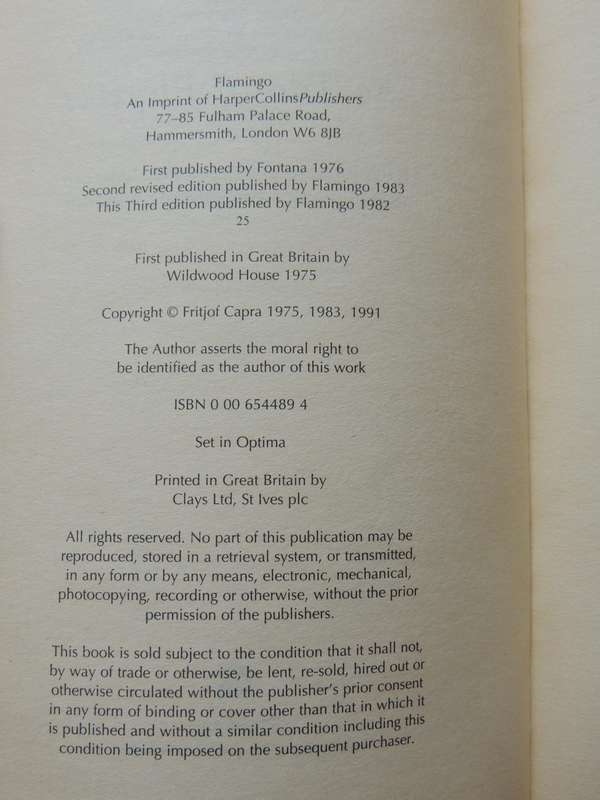 Flamingo
An Imprint of HarperCollinsPublishers
77–85 Fulham Palace Road,
Hammersmith, London W6 8JB
First published by Fontana 1976
Second revised edition published by Flamingo 1983
This Third edition published by Flamingo 1982
25
First published in Great Britain by
Wildwood House 1975
Copyright © Fritjof Capra 1975, 1983, 1991
The Author asserts the moral right to
be identified as the author of this work
ISBN 0 00 654489 4
Set in Optima
Printed in Great Britain by
Clays Ltd, St Ives plc
All rights reserved. No part of this publication may be
reproduced, stored in a retrieval system, or transmitted,
in any form or by any means, electronic, mechanical,
photocopying, recording or otherwise, without the prior
permission of the publishers.
This book is sold subject to the condition that it shall not,
by way of trade or otherwise, be lent, re-sold, hired out or
otherwise circulated without the publisher's prior consent
in any form of binding or cover other than that in which it
is published and without a similar condition including this
condition being imposed on the subsequent purchaser.